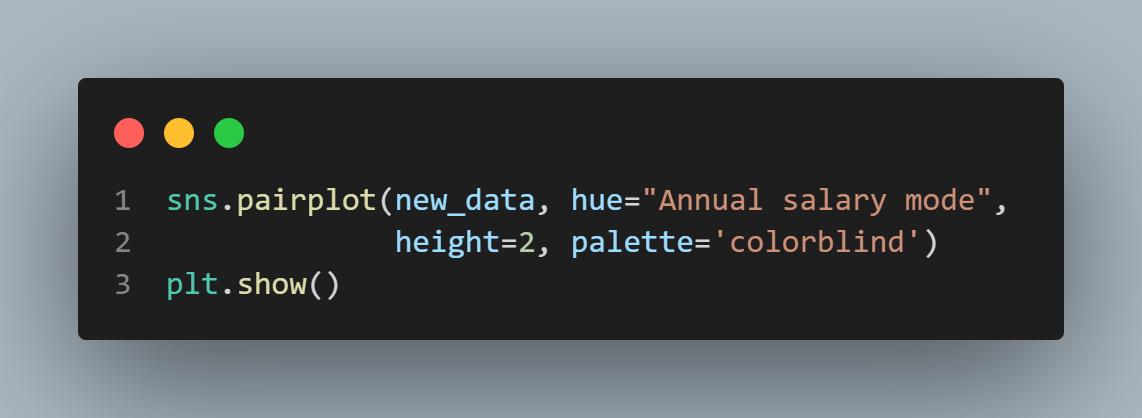 1 sns.pairplot(new_data, hue="Annual salary mode",
2              height=2, palette='colorblind')
3 plt.show()